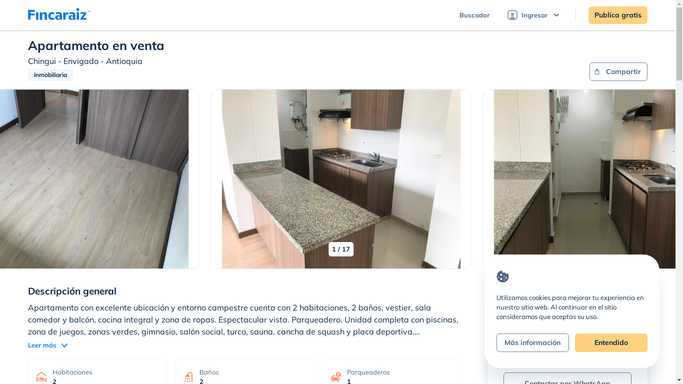 Fincaraiz
Buscador
Ingresar
Publica gratis
Apartamento en venta
Chingui - Envigado - Antioquia
Inmobiliaria
Compartir
1 / 17
Descripción general
Apartamento con excelente ubicación y entorno campestre cuenta con 2 habitaciones, 2 baños, vestier, sala
comedor y balcón, cocina integral y zona de ropas. Espectacular vista. Parqueadero. Unidad completa con piscinas,
zona de juegos, zonas verdes, gimnasio, salón social, turco, sauna, cancha de squash y placa deportiva,...
Leer más
Habitaciones
2
Baños
2
Parqueaderos
1
Utilizamos cookies para mejorar tu experiencia en
nuestro sitio web. Al continuar en el sitio
consideramos que aceptas su uso.
Más información
Entendido
Contactar por WhatsApp